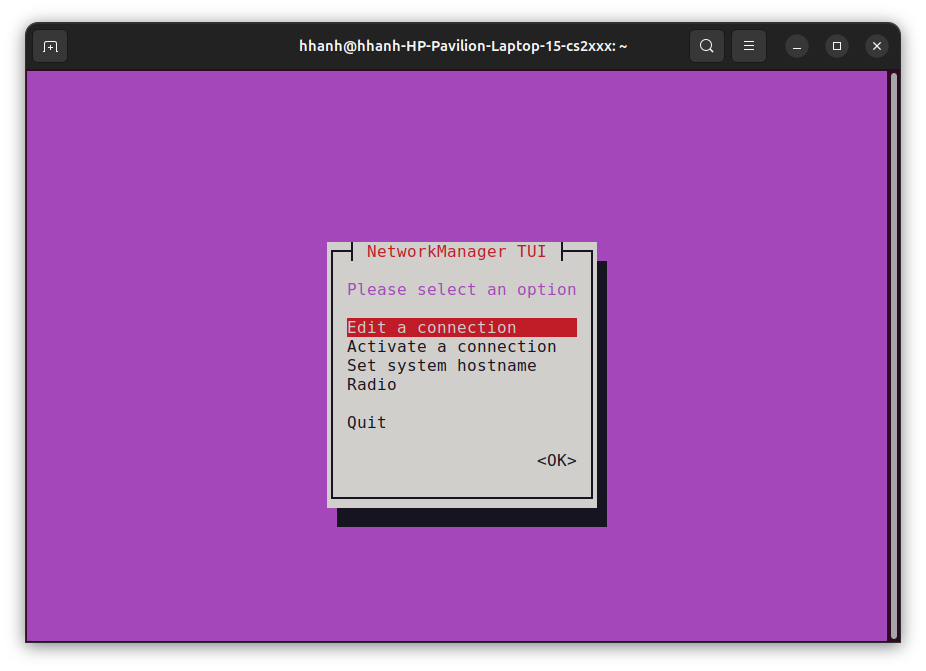 hhanh@hhanh-HP-Pavilion-Laptop-15-cs2xxx: ~
NetworkManager TUI
Please select an option
Edit a connection
Activate a connection
Set system hostname
Radio
Quit
<OK>